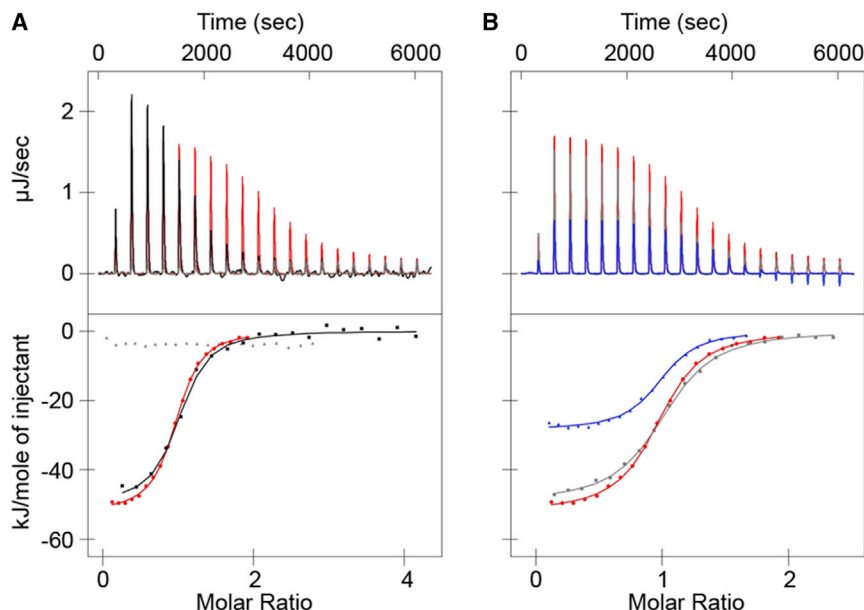 A
Time (sec)
0 2000 4000 6000
µJ/sec
2
1
0
kJ/mole of injectant
0
-20
-40
-60
0 2 4
Molar Ratio
B
Time (sec)
0 2000 4000 6000
0 1 2
Molar Ratio